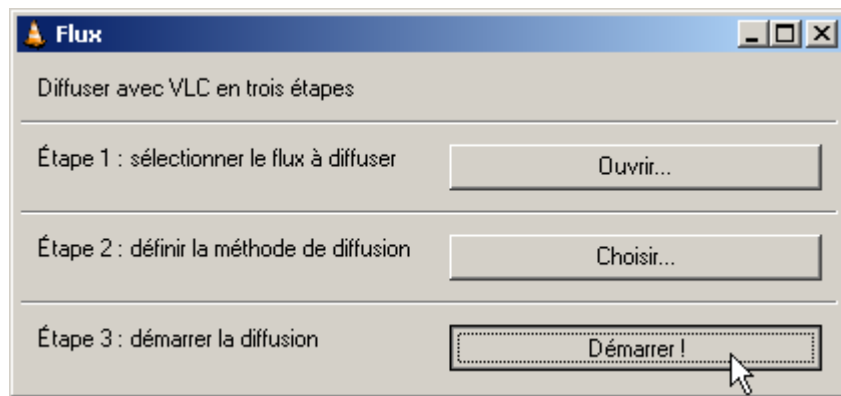 Flux
Diffuser avec VLC en trois étapes
Étape 1 : sélectionner le flux à diffuser
Ouvrir...
Étape 2 : définir la méthode de diffusion
Choisir...
Étape 3 : démarrer la diffusion
Démarrer !